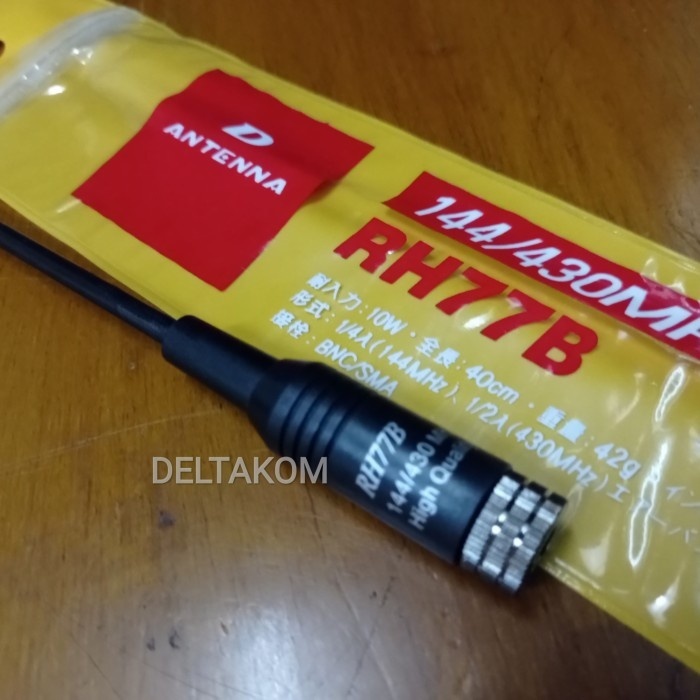 D
ANTENNA
144/430MH
RH77B
耐入力：10W・全長：40cm・重量：42g
形式：1/4λ(144MHz)、1/2λ(430MHz)
接栓：BNC/SMA
RH77B
144/430 M
High Qua
DELTAKOM